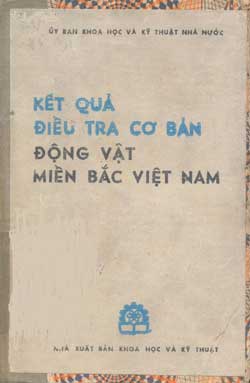 ỦY BAN KHOA HỌC VÀ KỸ THUẬT NHÀ NƯỚC
KẾT QUẢ
ĐIỀU TRA CƠ BẢN
ĐỘNG VẬT
MIỀN BẮC VIỆT NAM
NHÀ XUẤT BẢN KHOA HỌC VÀ KỸ THUẬT